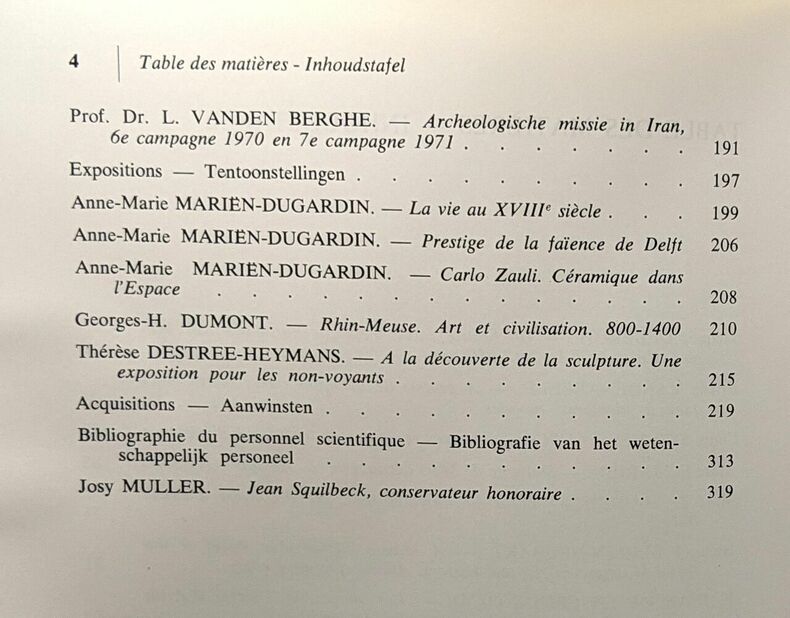 4 Table des matières - Inhoudstafel
Prof. Dr. L. VANDEN BERGHE. — Archeologische missie in Iran,
6e campagne 1970 en 7e campagne 1971 . . . . . . . 191
Expositions — Tentoonstellingen . . . . . . . . . 197
Anne-Marie MARIËN-DUGARDIN. — La vie au XVIIIe siècle . . . 199
Anne-Marie MARIËN-DUGARDIN. — Prestige de la faïence de Delft 206
Anne-Marie MARIËN-DUGARDIN. — Carlo Zauli. Céramique dans
l'Espace . . . . . . . . . . . . . 208
Georges-H. DUMONT. — Rhin-Meuse. Art et civilisation. 800-1400 210
Thérèse DESTREE-HEYMANS. — A la découverte de la sculpture. Une
exposition pour les non-voyants . . . . . . . . 215
Acquisitions — Aanwinsten . . . . . . . . . . 219
Bibliographie du personnel scientifique — Bibliografie van het weten-
schappelijk personeel . . . . . . . . . . . 313
Josy MULLER. — Jean Squilbeck, conservateur honoraire . . . . 319